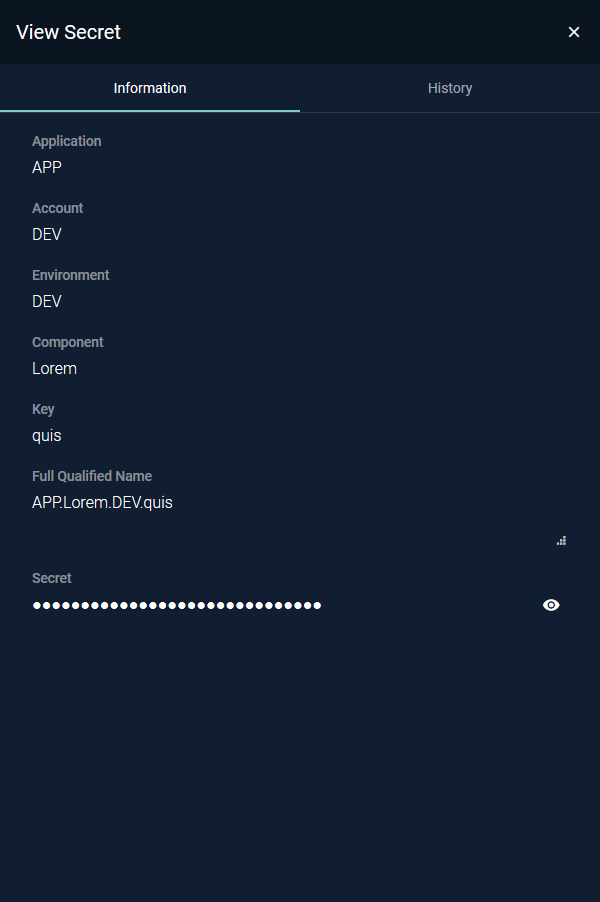 View Secret
Information
History
Application
APP
Account
DEV
Environment
DEV
Component
Lorem
Key
quis
Full Qualified Name
APP.Lorem.DEV.quis
Secret
●●●●●●●●●●●●●●●●●●●●●●●●●●●●●●